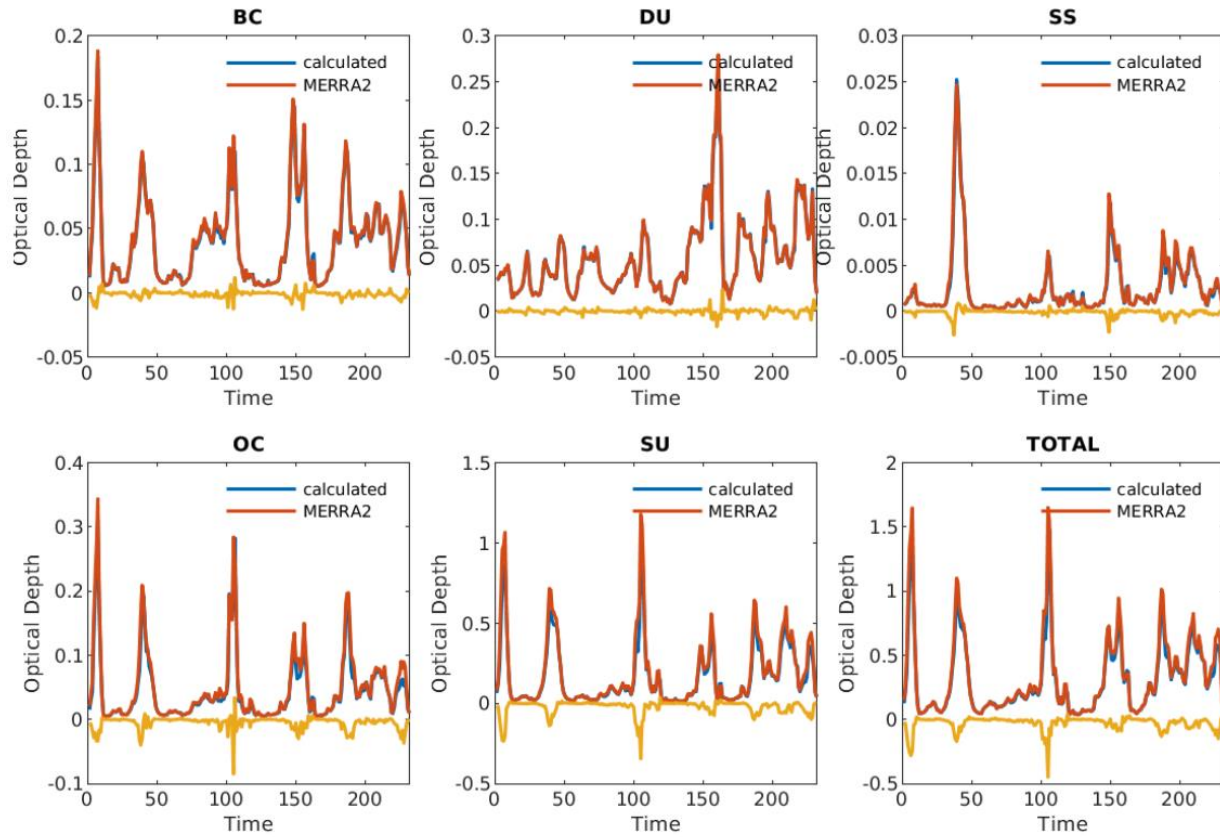 BC
0.2
0.15
0.1
0.05
0
-0.05
Optical Depth
calculated
MERRA2
0 50 100 150 200
Time
DU
0.3
0.25
0.2
0.15
0.1
0.05
0
-0.05
Optical Depth
calculated
MERRA2
0 50 100 150 200
Time
SS
0.03
0.025
0.02
0.015
0.01
0.005
0
-0.005
Optical Depth
calculated
MERRA2
0 50 100 150 200
Time
OC
0.4
0.3
0.2
0.1
0
-0.1
Optical Depth
calculated
MERRA2
0 50 100 150 200
Time
SU
1.5
1
0.5
0
-0.5
Optical Depth
calculated
MERRA2
0 50 100 150 200
Time
TOTAL
2
1.5
1
0.5
0
-0.5
Optical Depth
calculated
MERRA2
0 50 100 150 200
Time